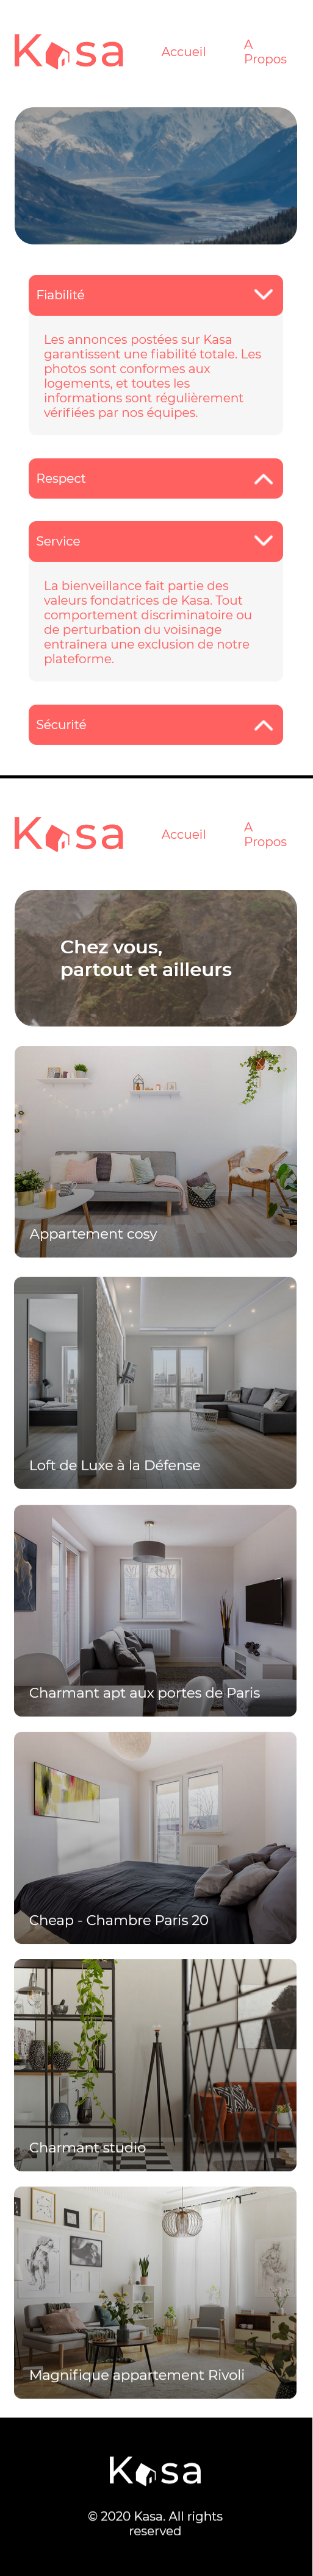 Kasa
Accueil
A
Propos
Fiabilité
Les annonces postées sur Kasa
garantissent une fiabilité totale. Les
photos sont conformes aux
logements, et toutes les
informations sont régulièrement
vérifiées par nos équipes.
Respect
Service
La bienveillance fait partie des
valeurs fondatrices de Kasa. Tout
comportement discriminatoire ou
de perturbation du voisinage
entraînera une exclusion de notre
plateforme.
Sécurité
Kasa
Accueil
A
Propos
Chez vous,
partout et ailleurs
Appartement cosy
Loft de Luxe à la Défense
Charmant apt aux portes de Paris
Cheap - Chambre Paris 20
Charmant studio
Magnifique appartement Rivoli
Kasa
© 2020 Kasa. All rights
reserved